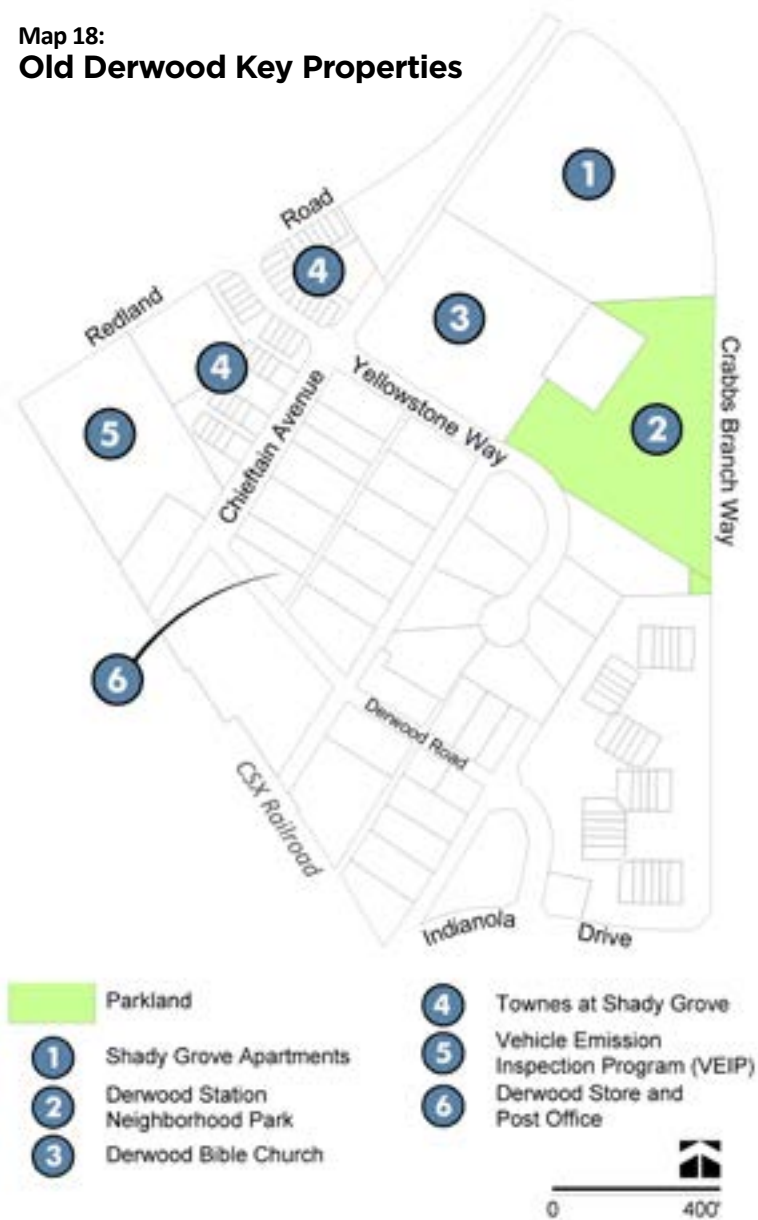 Map 18:
Old Derwood Key Properties
1
Road
4
3
Redland
4
Yellowstone Way
Crabbs Branch Way
2
5
Chieftain Avenue
6
Derwood Road
CSX Railroad
Indianola
Drive
Parkland
1 Shady Grove Apartments
2 Derwood Station
Neighborhood Park
3 Derwood Bible Church
4 Townes at Shady Grove
5 Vehicle Emission
Inspection Program (VEIP)
6 Derwood Store and
Post Office
0 400'